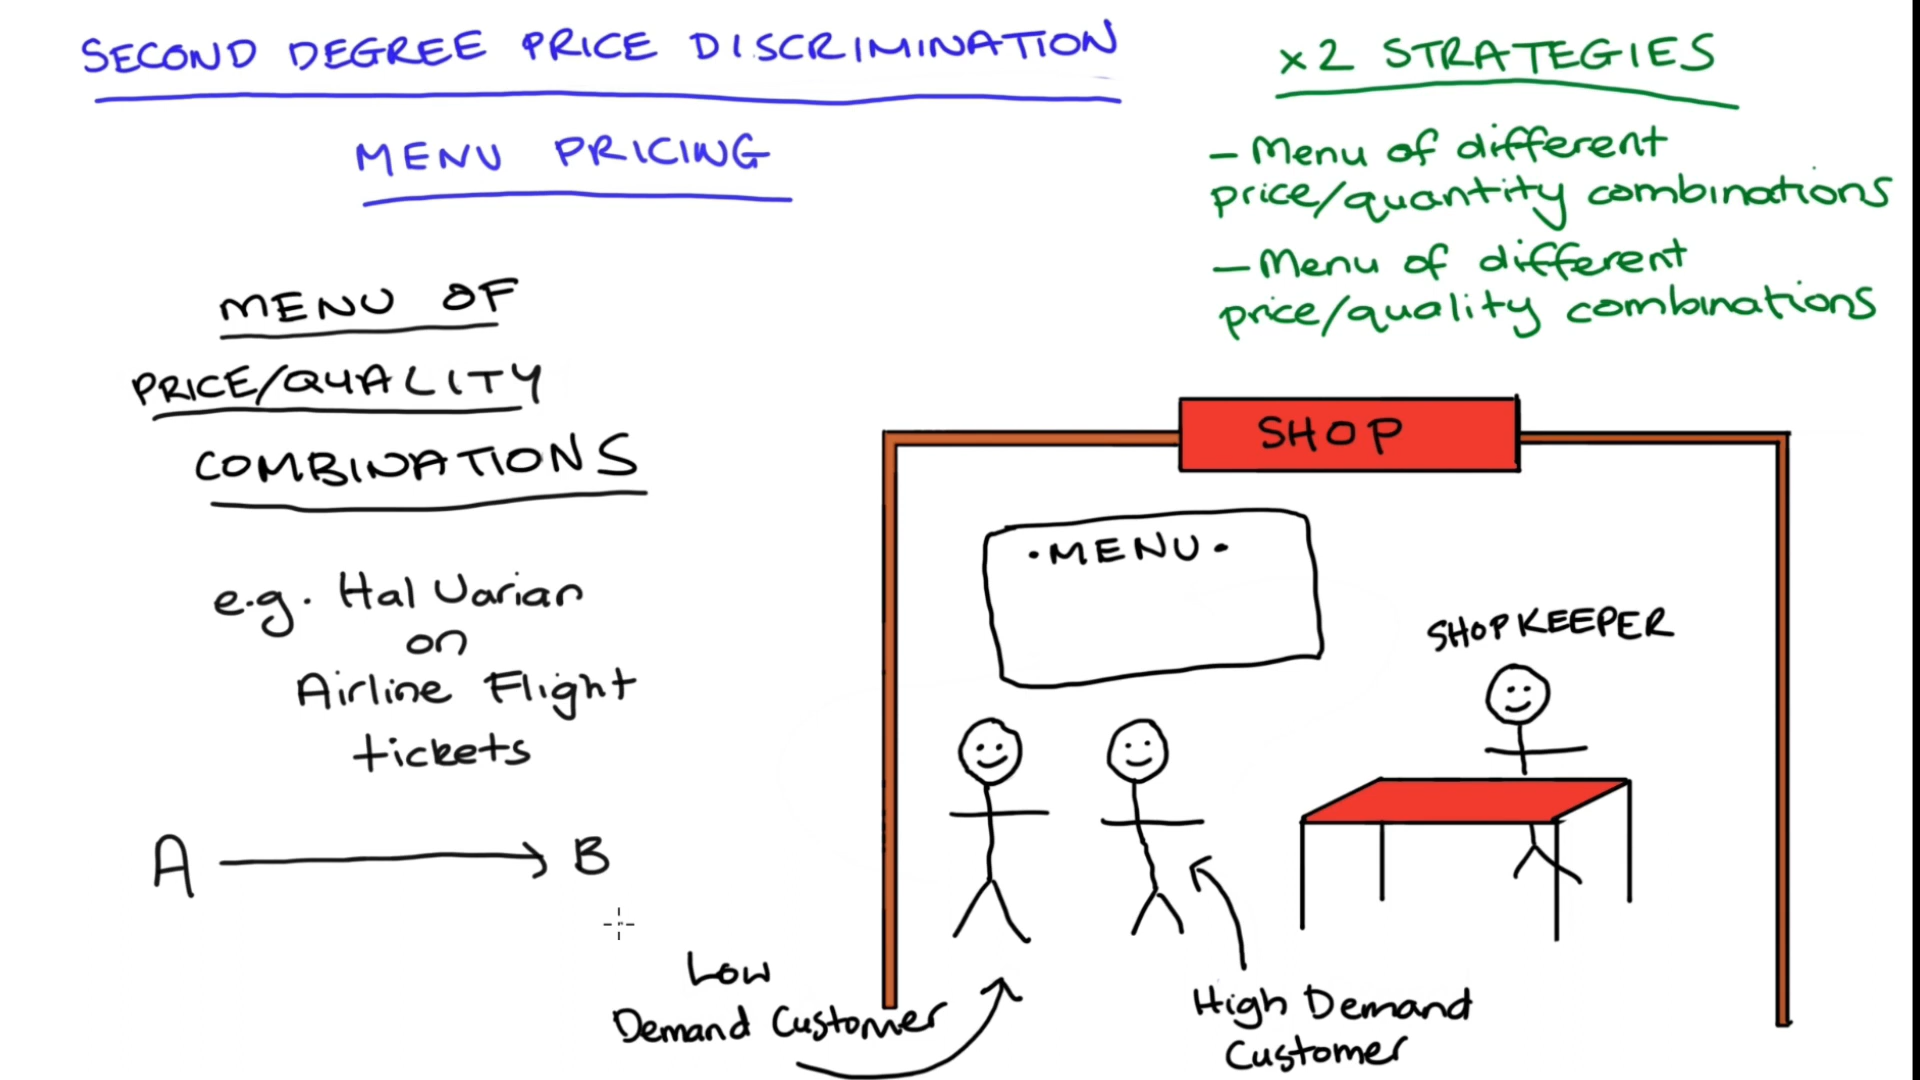 SECOND DEGREE PRICE DISCRIMINATION
MENU PRICING
x2 STRATEGIES
- Menu of different
price/quantity combinations
- Menu of different
price/quality combinations
MENU OF
PRICE/QUALITY
COMBINATIONS
e.g. Hal Varian
on
Airline Flight
tickets
A → B
SHOP
• MENU •
SHOPKEEPER
Low
Demand Customer
High Demand
Customer